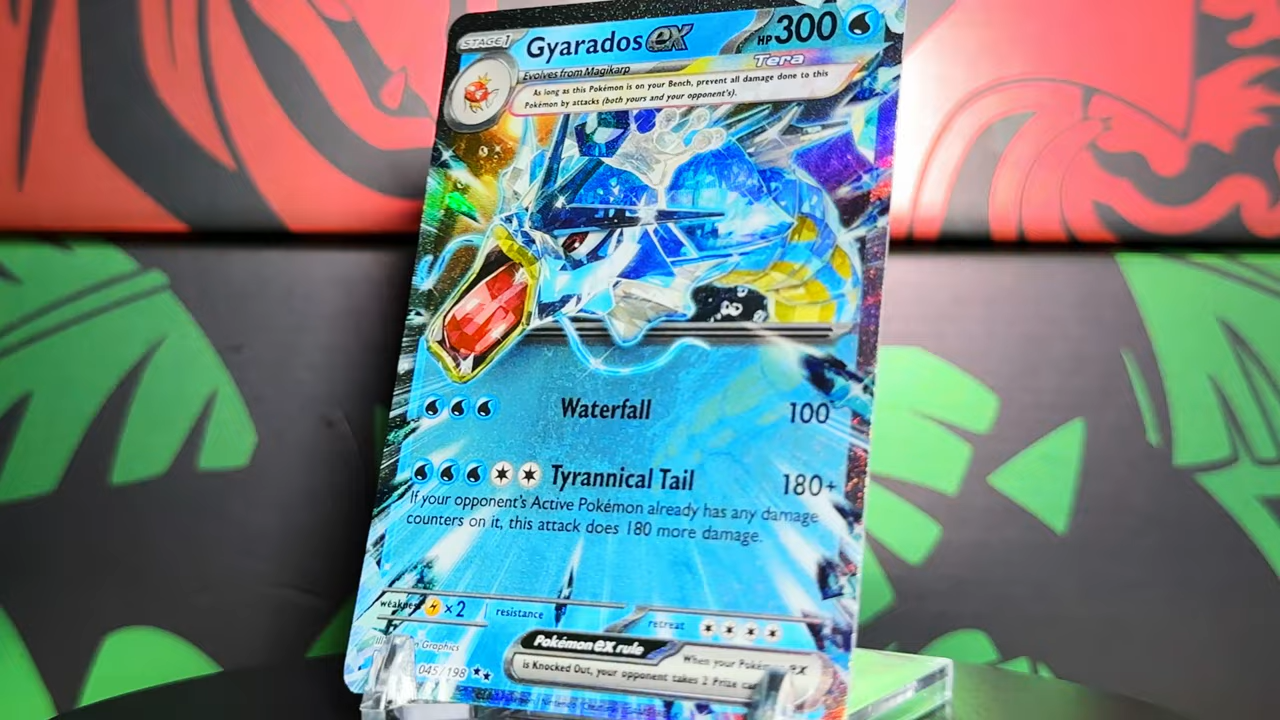 STAGE 1 Gyarados ex HP 300
Tera
Evolves from Magikarp
As long as this Pokémon is on your Bench, prevent all damage done to this
Pokémon by attacks (both yours and your opponent's).
Waterfall 100
Tyrannical Tail 180+
If your opponent's Active Pokémon already has any damage
counters on it, this attack does 180 more damage.
×2 resistance retreat
Pokémon ex rule When your Pokémon ex
is Knocked Out, your opponent takes 2 Prize
Graphics
045/198